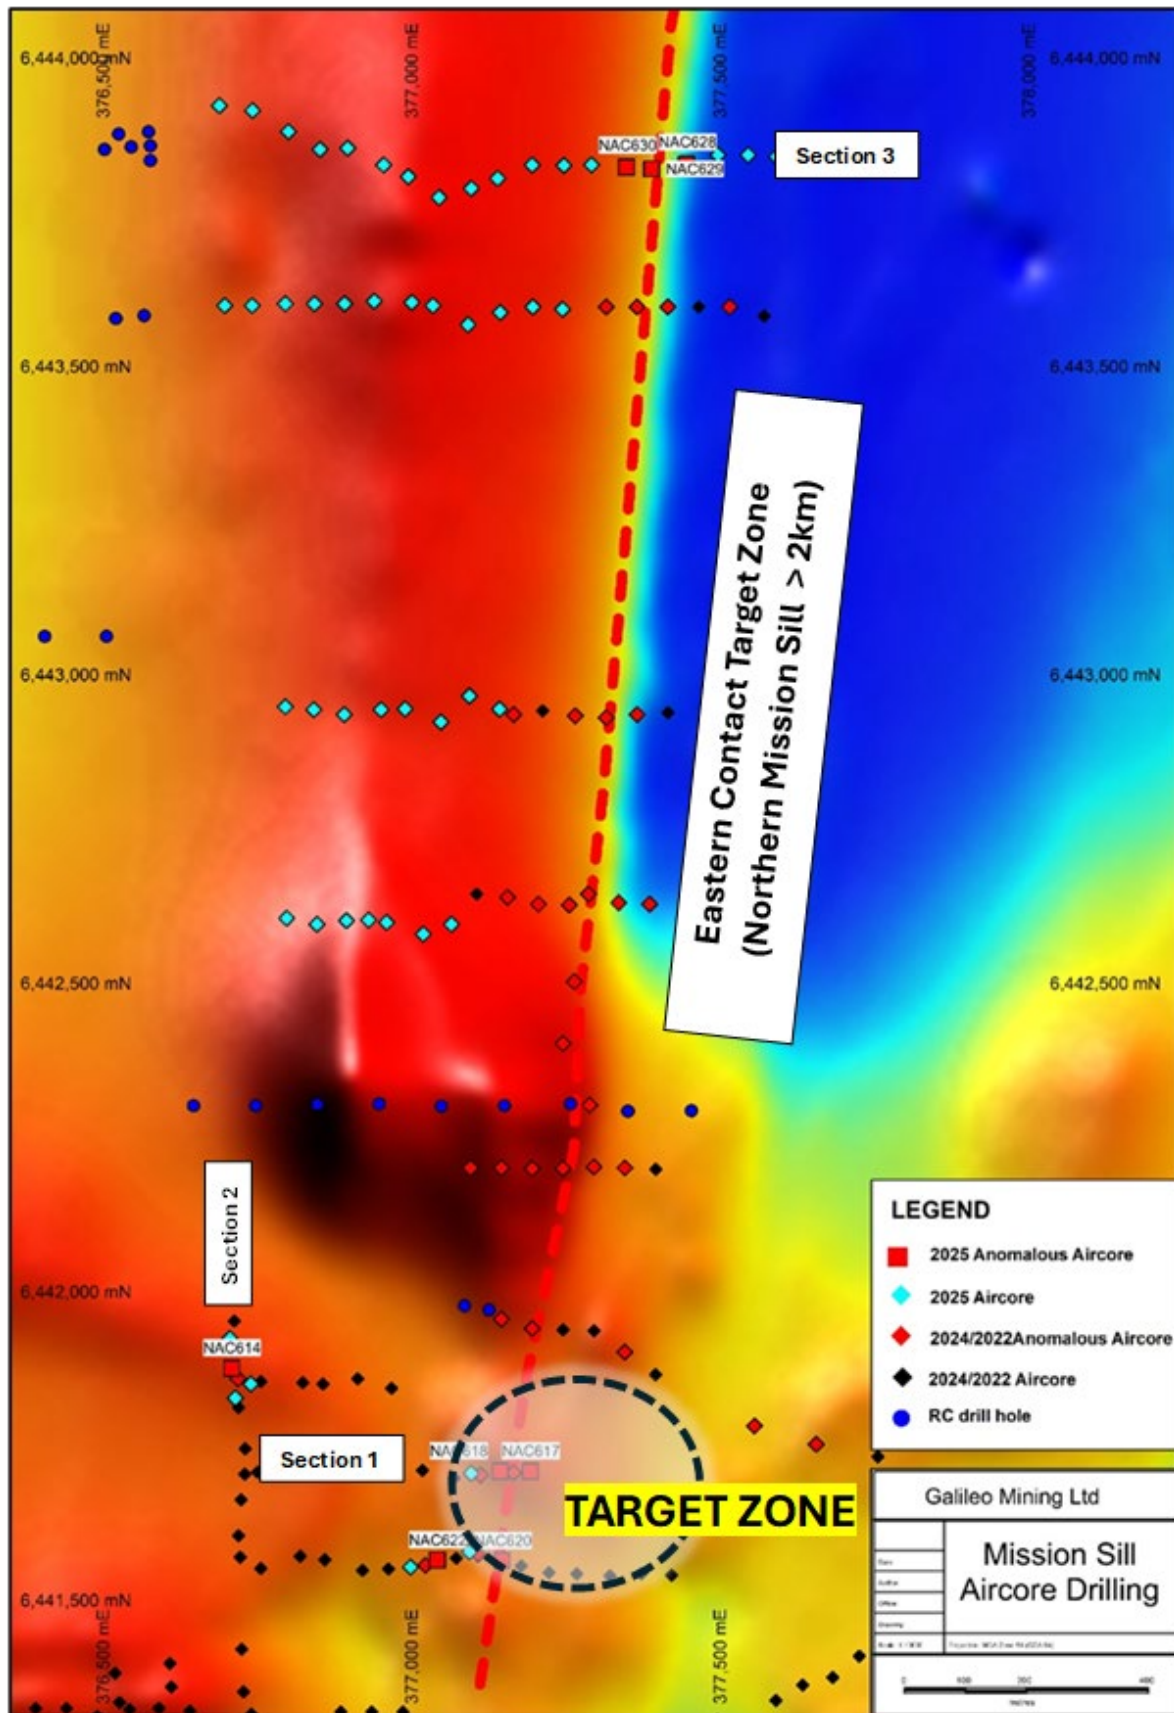 376,500 mE
377,000 mE
377,500 mE
378,000 mE
6,444,000 mN
6,444,000 mN
NAC630
NAC628
NAC629
Section 3
6,443,500 mN
6,443,500 mN
Eastern Contact Target Zone
(Northern Mission Sill > 2km)
6,443,000 mN
6,443,000 mN
6,442,500 mN
6,442,500 mN
Section 2
6,442,000 mN
NAC614
Section 1
NAC618
NAC617
TARGET ZONE
NAC622
NAC620
6,441,500 mN
376,500 mE
377,000 mE
377,500 mE
LEGEND
2025 Anomalous Aircore
2025 Aircore
2024/2022Anomalous Aircore
2024/2022 Aircore
RC drill hole
Galileo Mining Ltd
Mission Sill
Aircore Drilling
0
400
metres